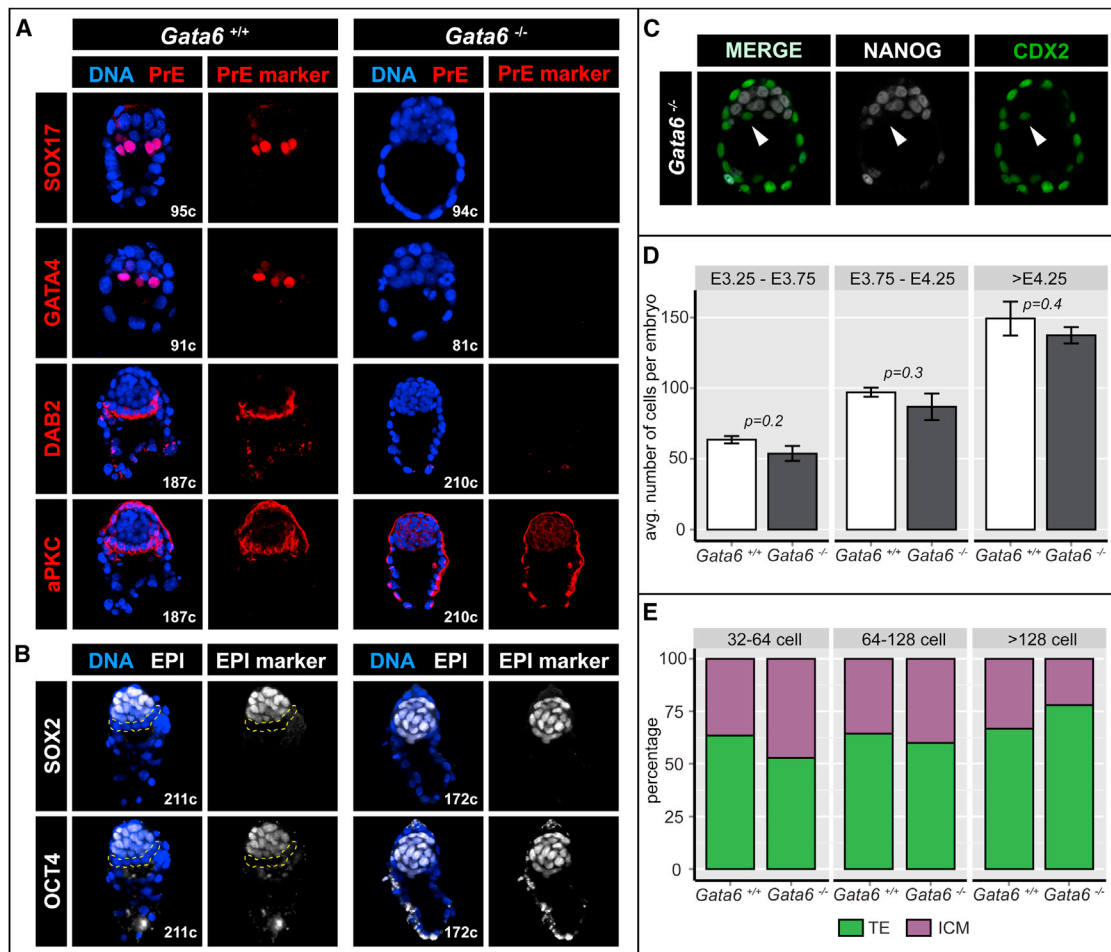 A
Gata6 +/+
Gata6 -/-
DNA PrE
PrE marker
DNA PrE
PrE marker
SOX17
95c
94c
GATA4
91c
81c
DAB2
187c
210c
aPKC
187c
210c
B
DNA EPI
EPI marker
DNA EPI
EPI marker
SOX2
211c
172c
OCT4
211c
172c
C
MERGE
NANOG
CDX2
Gata6 -/-
D
E3.25 - E3.75
E3.75 - E4.25
>E4.25
avg. number of cells per embryo
150
100
50
0
p=0.2
p=0.3
p=0.4
Gata6 +/+
Gata6 -/-
Gata6 +/+
Gata6 -/-
Gata6 +/+
Gata6 -/-
E
32-64 cell
64-128 cell
>128 cell
percentage
100
75
50
25
0
Gata6 +/+
Gata6 -/-
Gata6 +/+
Gata6 -/-
Gata6 +/+
Gata6 -/-
TE
ICM